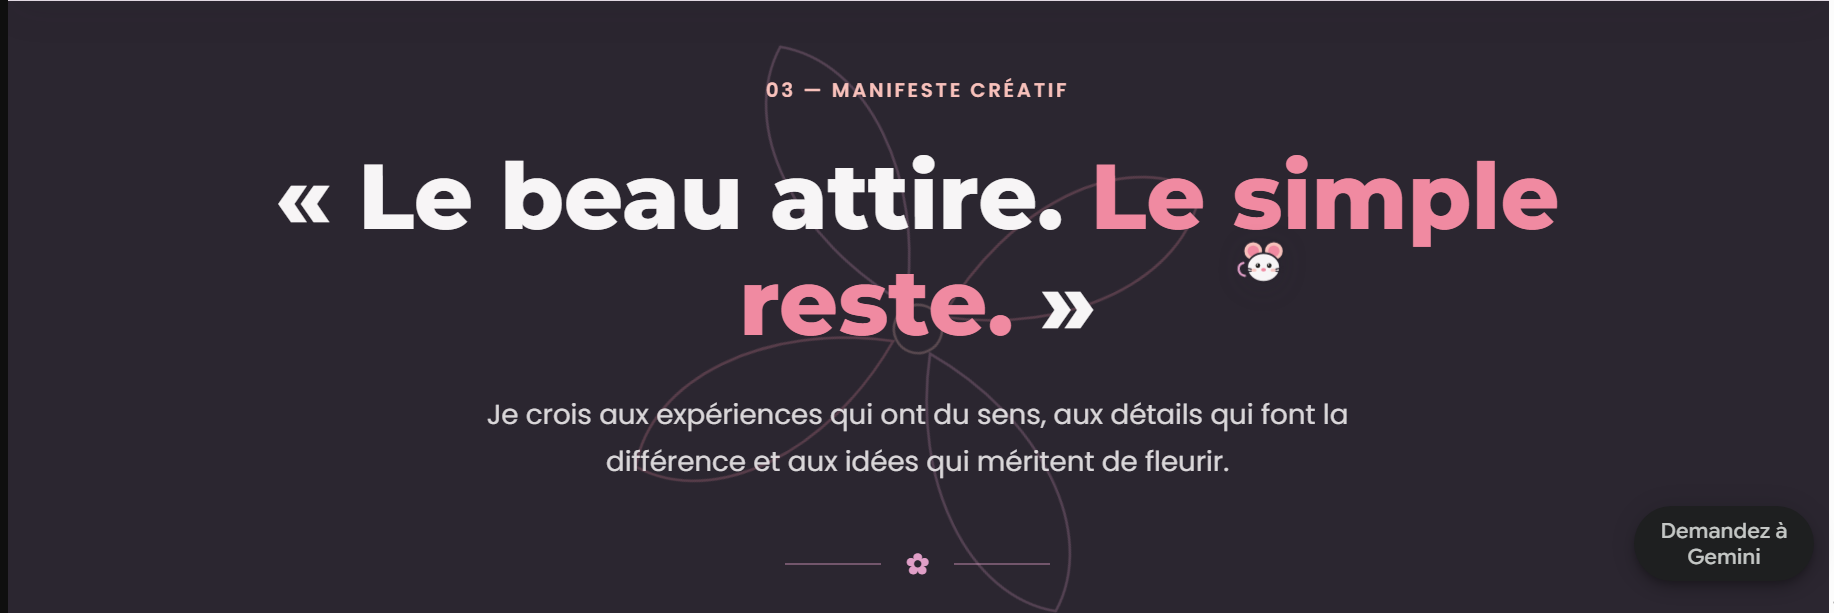 03 — MANIFESTE CRÉATIF
« Le beau attire. Le simple
reste. »
Je crois aux expériences qui ont du sens, aux détails qui font la
différence et aux idées qui méritent de fleurir.
Demandez à
Gemini